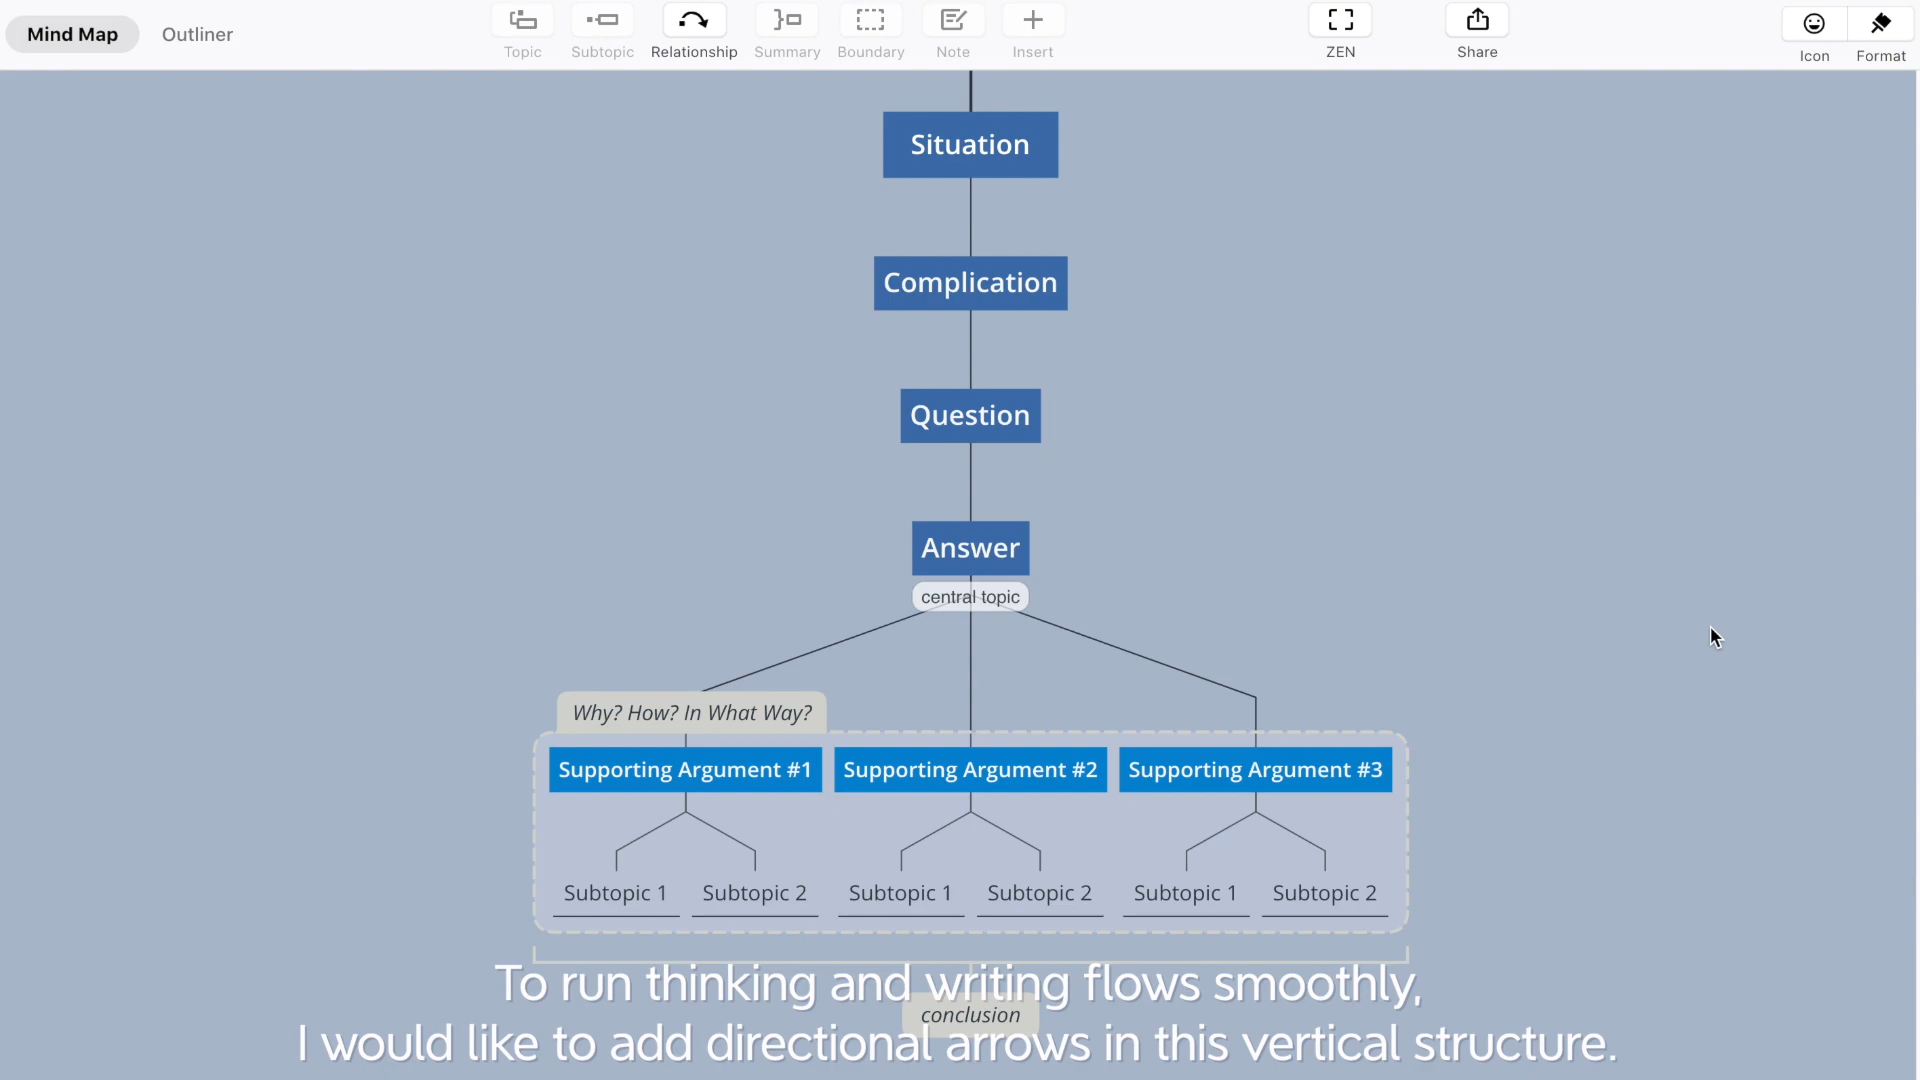 Mind Map Outliner
Topic Subtopic Relationship Summary Boundary Note Insert ZEN Share Icon Format
Situation
Complication
Question
Answer
central topic
Why? How? In What Way?
Supporting Argument #1 Supporting Argument #2 Supporting Argument #3
Subtopic 1 Subtopic 2 Subtopic 1 Subtopic 2 Subtopic 1 Subtopic 2
To run thinking and writing flows smoothly,
conclusion
I would like to add directional arrows in this vertical structure.